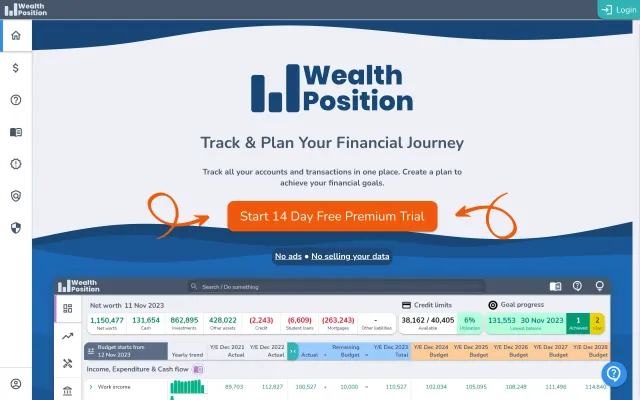 Wealth
Position
Login
Wealth
Position
Track & Plan Your Financial Journey
Track all your accounts and transactions in one place. Create a plan to
achieve your financial goals.
Start 14 Day Free Premium Trial
No ads • No selling your data
Wealth
Position
Search / Do something
Net worth 11 Nov 2023
Credit limits
Goal progress
1,150,477 131,654 862,895 428,022 (2,243) (6,609) (263,243) -
Net worth Cash Investments Other assets Credit Student loans Mortgages Other liabilities
38,162 / 40,405 6%
Available Utilisation
131,553 30 Nov 2023 1 2
Lowest balance Achieved
Budget starts from
12 Nov 2023
Yearly trend
Y/E Dec 2021 Y/E Dec 2022 Remaining Y/E Dec 2023 Y/E Dec 2024 Y/E Dec 2025 Y/E Dec 2026 Y/E Dec 2027 Y/E Dec 2028
Actual Actual Actual Budget Total Budget Budget Budget Budget Budget
Income, Expenditure & Cash flow
Work income 89,703 112,827 100,527 + 10,000 = 110,527 102,034 105,095 108,248 111,496 114,840